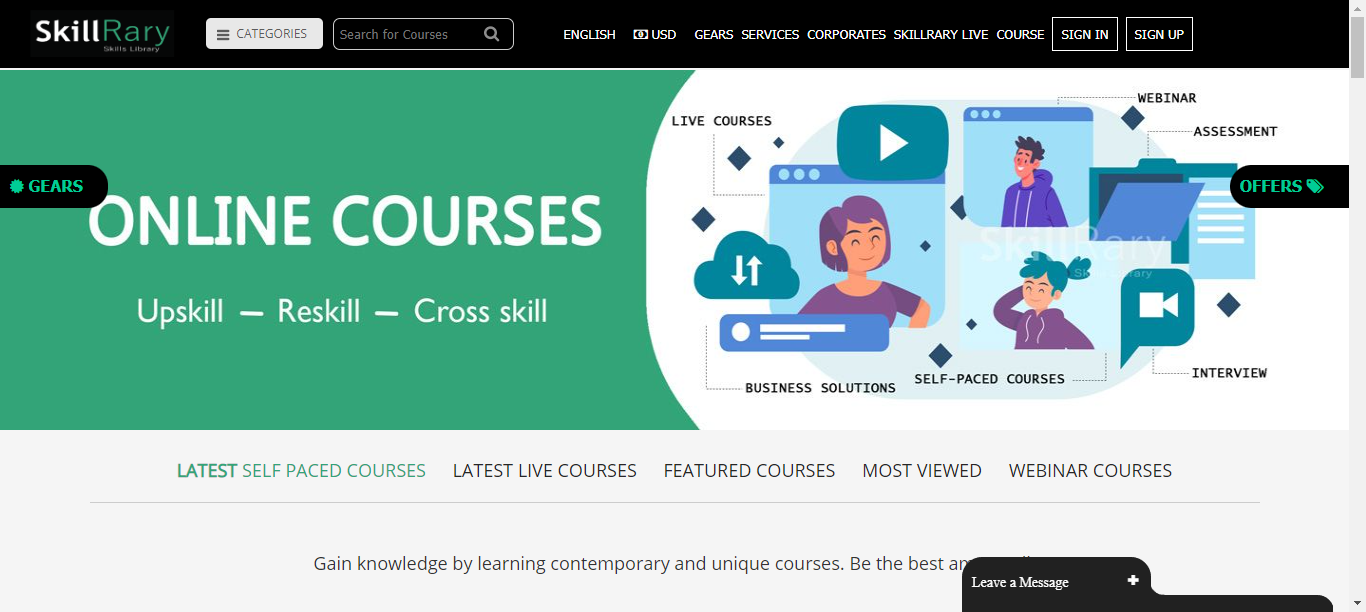 SkillRary
Skills Library
CATEGORIES
Search for Courses
ENGLISH
USD
GEARS SERVICES CORPORATES SKILLRARY LIVE COURSE SIGN IN SIGN UP
GEARS
OFFERS
ONLINE COURSES
Upskill — Reskill — Cross skill
LIVE COURSES
WEBINAR
ASSESSMENT
SkillRary
Skills Library
INTERVIEW
SELF-PACED COURSES
BUSINESS SOLUTIONS
LATEST SELF PACED COURSES
LATEST LIVE COURSES
FEATURED COURSES
MOST VIEWED
WEBINAR COURSES
Gain knowledge by learning contemporary and unique courses. Be the best
Leave a Message